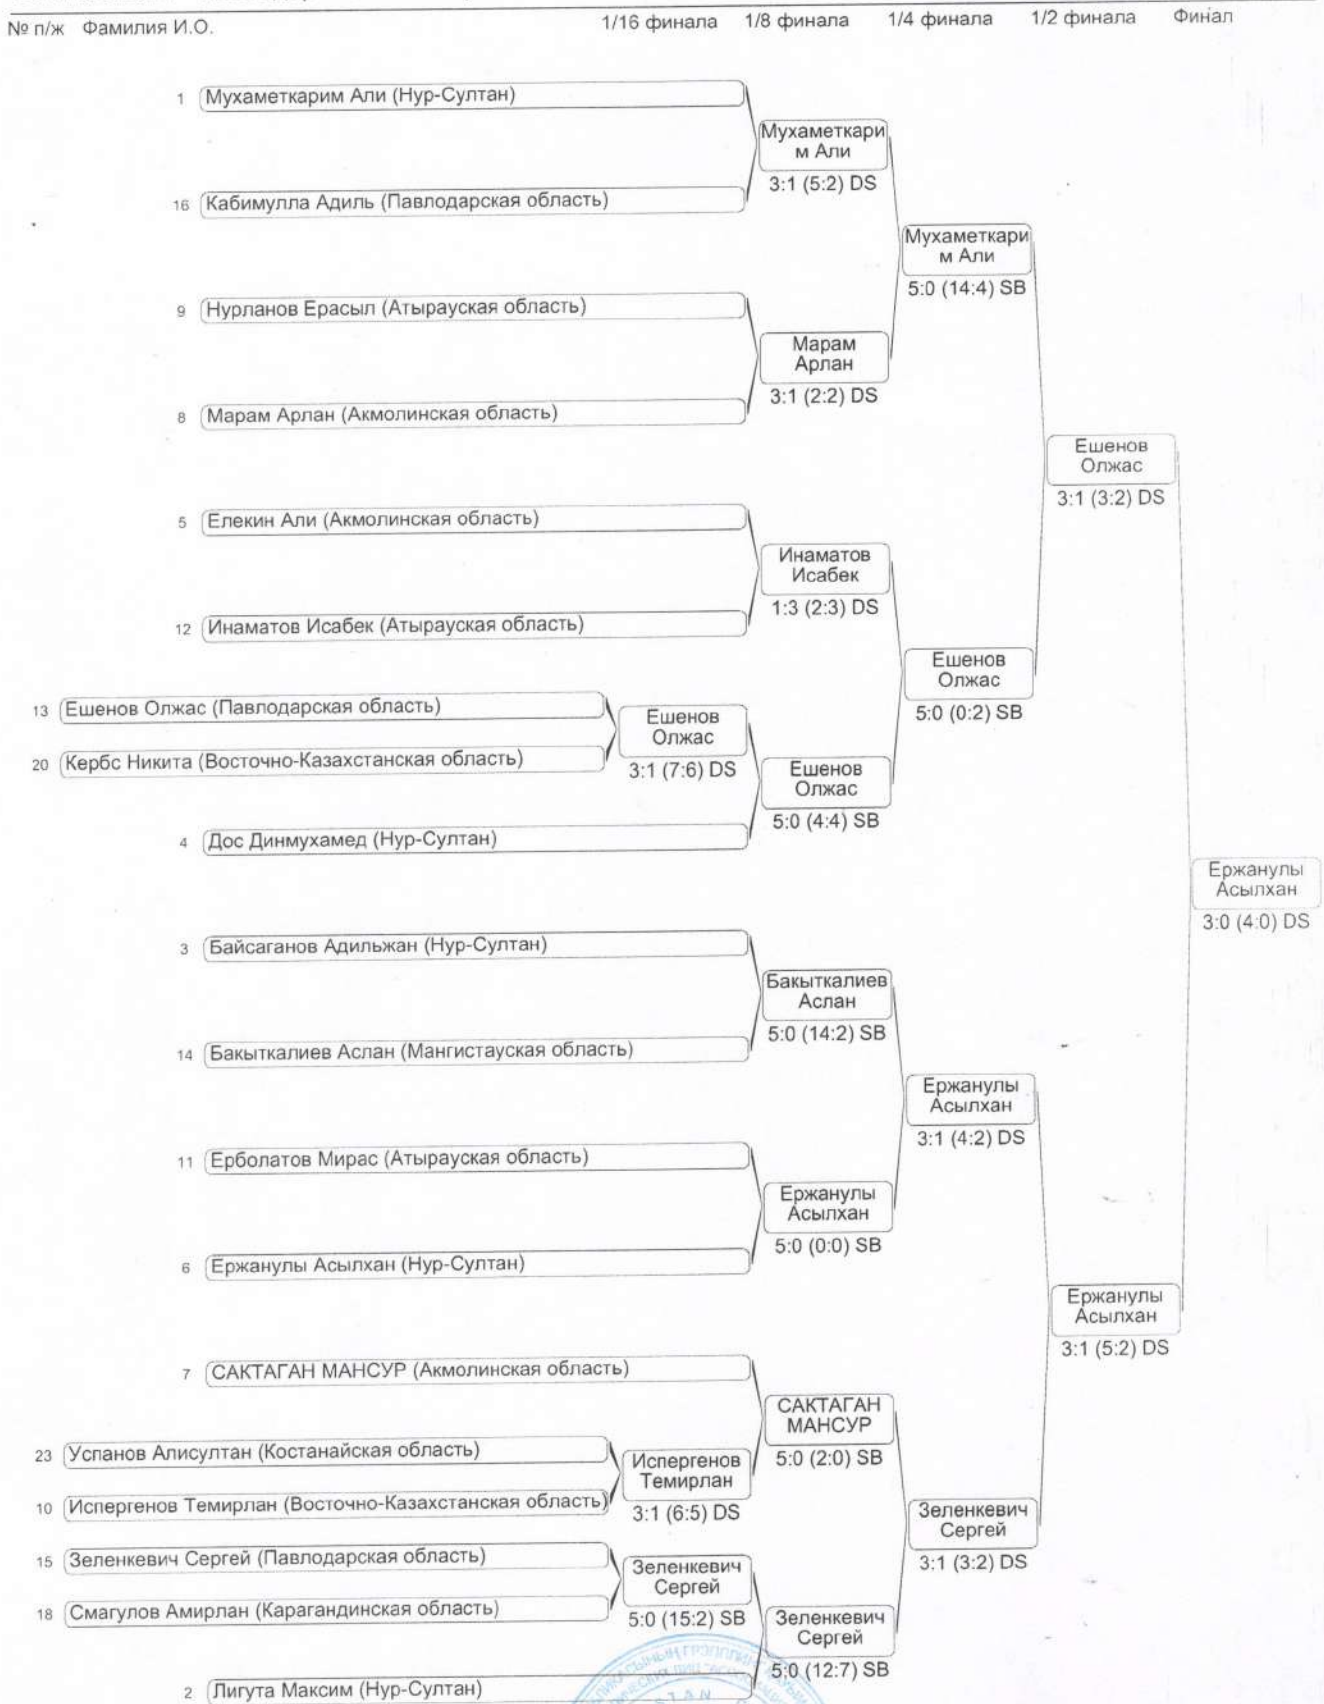 № п/ж Фамилия И.О. 1/16 финала 1/8 финала 1/4 финала 1/2 финала Финал
1 Мухаметкарим Али (Нур-Султан)
Мухаметкари
м Али
3:1 (5:2) DS
16 Кабимулла Адиль (Павлодарская область)
Мухаметкари
м Али
5:0 (14:4) SB
9 Нурланов Ерасыл (Атырауская область)
Марам
Арлан
3:1 (2:2) DS
8 Марам Арлан (Акмолинская область)
Ешенов
Олжас
3:1 (3:2) DS
5 Елекин Али (Акмолинская область)
Инаматов
Исабек
1:3 (2:3) DS
12 Инаматов Исабек (Атырауская область)
Ешенов
Олжас
5:0 (0:2) SB
13 Ешенов Олжас (Павлодарская область)
Ешенов
Олжас
3:1 (7:6) DS
20 Кербс Никита (Восточно-Казахстанская область)
Ешенов
Олжас
5:0 (4:4) SB
4 Дос Динмухамед (Нур-Султан)
Ержанулы
Асылхан
3:0 (4:0) DS
3 Байсаганов Адильжан (Нур-Султан)
Бакыткалиев
Аслан
5:0 (14:2) SB
14 Бакыткалиев Аслан (Мангистауская область)
Ержанулы
Асылхан
3:1 (4:2) DS
11 Ерболатов Мирас (Атырауская область)
Ержанулы
Асылхан
5:0 (0:0) SB
6 Ержанулы Асылхан (Нур-Султан)
Ержанулы
Асылхан
3:1 (5:2) DS
7 САКТАГАН МАНСУР (Акмолинская область)
САКТАГАН
МАНСУР
5:0 (2:0) SB
23 Успанов Алисултан (Костанайская область)
Испергенов
Темирлан
3:1 (6:5) DS
10 Испергенов Темирлан (Восточно-Казахстанская область)
Зеленкевич
Сергей
3:1 (3:2) DS
15 Зеленкевич Сергей (Павлодарская область)
Зеленкевич
Сергей
5:0 (15:2) SB
18 Смагулов Амирлан (Карагандинская область)
Зеленкевич
Сергей
5:0 (12:7) SB
2 Лигута Максим (Нур-Султан)